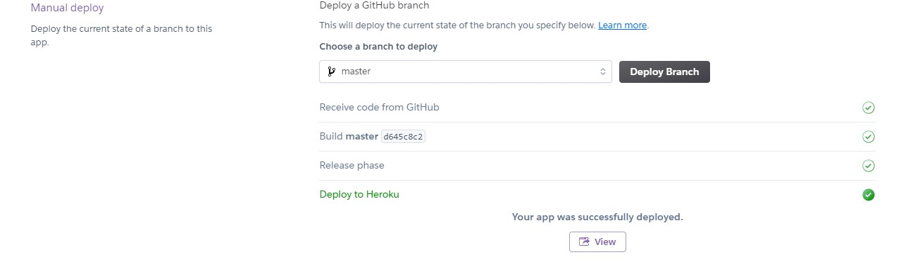 Manual deploy
Deploy the current state of a branch to this
app.
Deploy a GitHub branch
This will deploy the current state of the branch you specify below. Learn more.
Choose a branch to deploy
master
Deploy Branch
Receive code from GitHub
Build master d645c8c2
Release phase
Deploy to Heroku
Your app was successfully deployed.
View